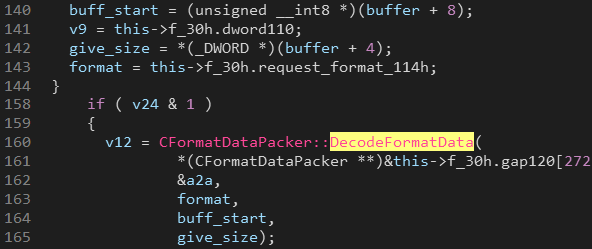 140 buff_start = (unsigned __int8 *)(buffer + 8);
141 v9 = this->f_30h.dword110;
142 give_size = *(_DWORD *)(buffer + 4);
143 format = this->f_30h.request_format_114h;
144 }
158 if ( v24 & 1 )
159 {
160 v12 = CFormatDataPacker::DecodeFormatData(
161 *(CFormatDataPacker **)&this->f_30h.gap120[272
162 &a2a,
163 format,
164 buff_start,
165 give_size);